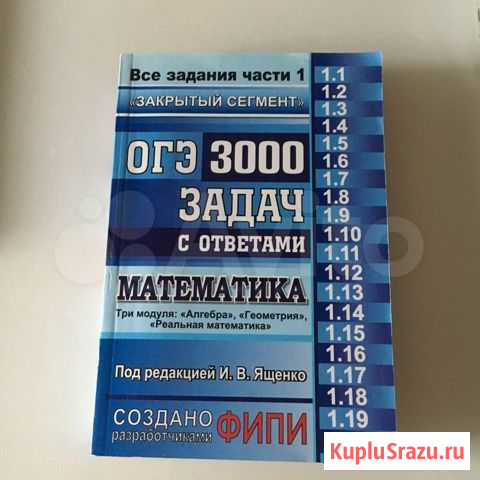 Все задания части 1
«ЗАКРЫТЫЙ СЕГМЕНТ»
ОГЭ 3000
ЗАДАЧ
С ОТВЕТАМИ
МАТЕМАТИКА
Три модуля: «Алгебра», «Геометрия»,
«Реальная математика»
Под редакцией И. В. Ященко
СОЗДАНО
разработчиками
ФИПИ
1.1
1.2
1.3
1.4
1.5
1.6
1.7
1.8
1.9
1.10
1.11
1.12
1.13
1.14
1.15
1.16
1.17
1.18
1.19
Avito
KupluSrazu.ru